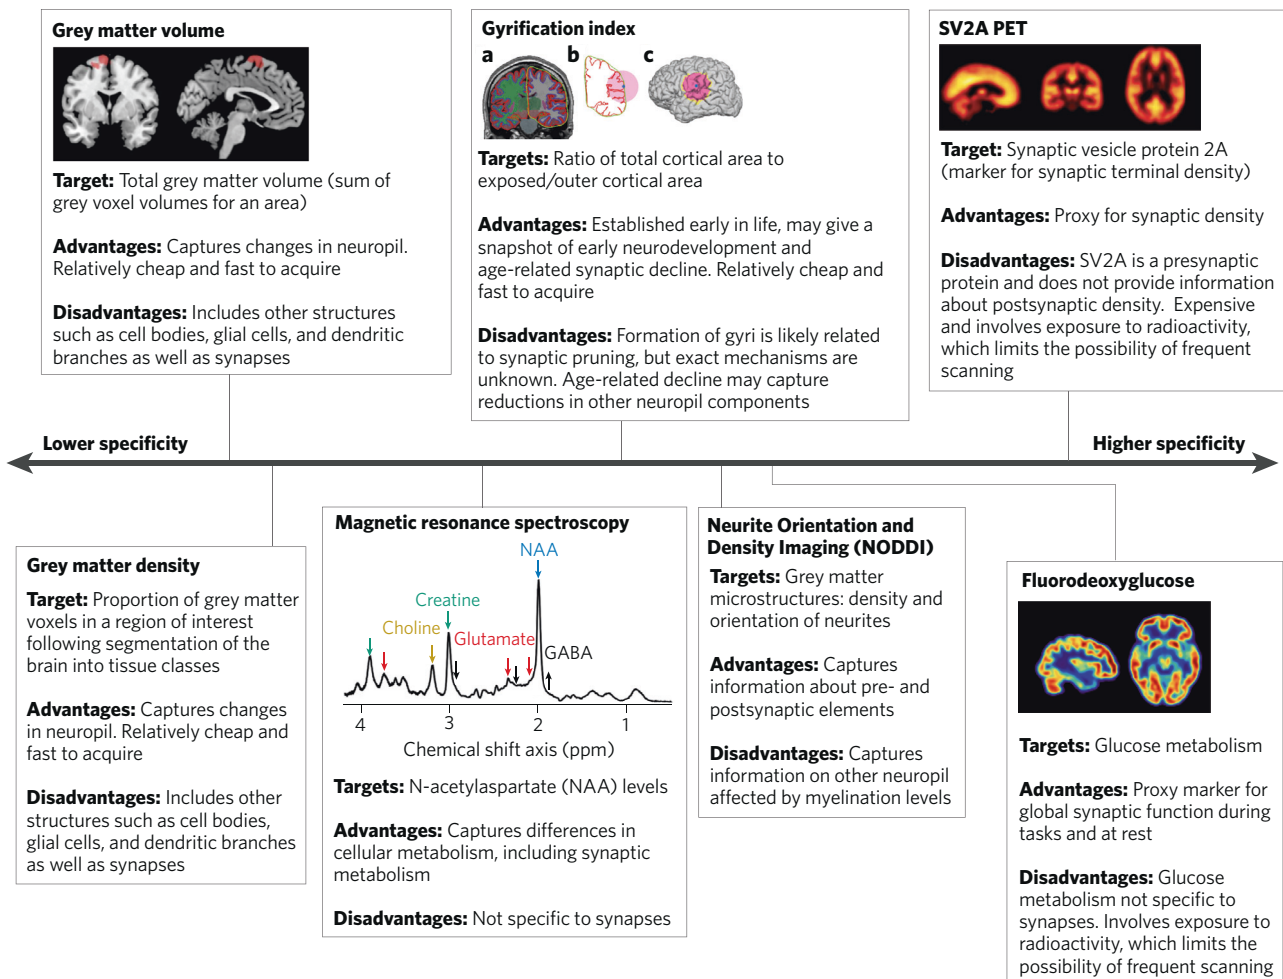 Grey matter volume
Target: Total grey matter volume (sum of
grey voxel volumes for an area)
Advantages: Captures changes in neuropil.
Relatively cheap and fast to acquire
Disadvantages: Includes other structures
such as cell bodies, glial cells, and dendritic
branches as well as synapses
Gyrification index
a b c
Targets: Ratio of total cortical area to
exposed/outer cortical area
Advantages: Established early in life, may give a
snapshot of early neurodevelopment and
age-related synaptic decline. Relatively cheap and
fast to acquire
Disadvantages: Formation of gyri is likely related
to synaptic pruning, but exact mechanisms are
unknown. Age-related decline may capture
reductions in other neuropil components
SV2A PET
Target: Synaptic vesicle protein 2A
(marker for synaptic terminal density)
Advantages: Proxy for synaptic density
Disadvantages: SV2A is a presynaptic
protein and does not provide information
about postsynaptic density. Expensive
and involves exposure to radioactivity,
which limits the possibility of frequent
scanning
Lower specificity
Higher specificity
Grey matter density
Target: Proportion of grey matter
voxels in a region of interest
following segmentation of the
brain into tissue classes
Advantages: Captures changes
in neuropil. Relatively cheap and
fast to acquire
Disadvantages: Includes other
structures such as cell bodies,
glial cells, and dendritic branches
as well as synapses
Magnetic resonance spectroscopy
NAA
Creatine
Choline
Glutamate
GABA
4 3 2 1
Chemical shift axis (ppm)
Targets: N-acetylaspartate (NAA) levels
Advantages: Captures differences in
cellular metabolism, including synaptic
metabolism
Disadvantages: Not specific to synapses
Neurite Orientation and
Density Imaging (NODDI)
Targets: Grey matter
microstructures: density and
orientation of neurites
Advantages: Captures
information about pre- and
postsynaptic elements
Disadvantages: Captures
information on other neuropil
affected by myelination levels
Fluorodeoxyglucose
Targets: Glucose metabolism
Advantages: Proxy marker for
global synaptic function during
tasks and at rest
Disadvantages: Glucose
metabolism not specific to
synapses. Involves exposure to
radioactivity, which limits the
possibility of frequent scanning